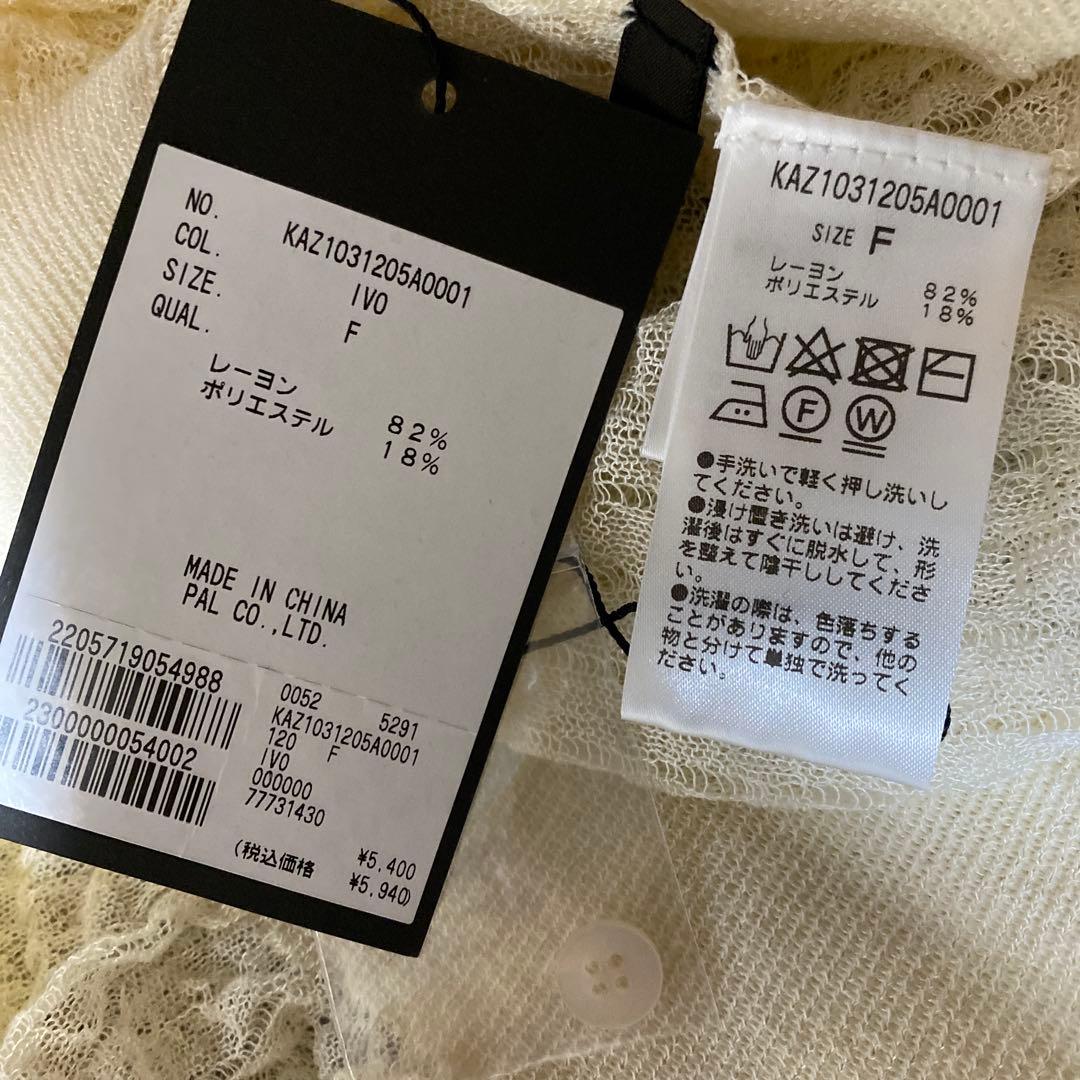 NO. KAZ1031205A0001
COL. IVO
SIZE. F
QUAL.
レーヨン 82%
ポリエステル 18%
MADE IN CHINA
PAL CO.,LTD.
2205719054988
2300000054002
0052 5291
KAZ1031205A0001
120 F
IVO
000000
77731430
¥5,400
(税込価格 ¥5,940)
KAZ1031205A0001
SIZE F
レーヨン 82%
ポリエステル 18%
F W
●手洗いで軽く押し洗いし
てください。
●浸け置き洗いは避け、洗
濯後はすぐに脱水して、形
を整えて陰干ししてくださ
い。
●洗濯の際は、色落ちする
ことがありますので、他の
物と分けて単独で洗ってく
ださい。